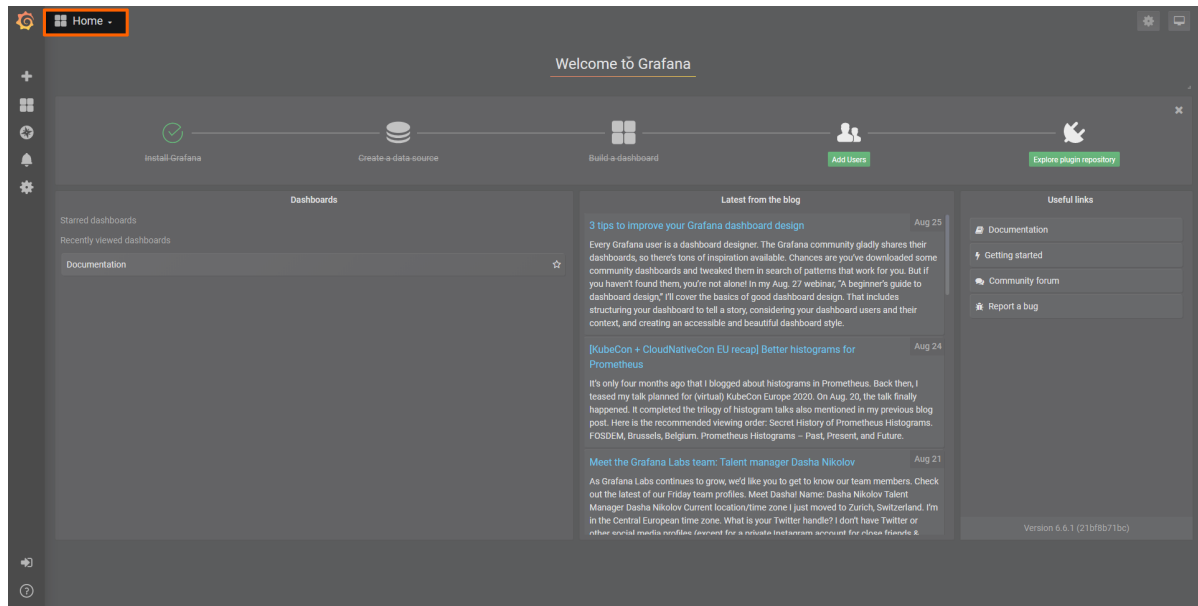 Home
Welcome to Grafana
Install Grafana
Create a data source
Build a dashboard
Add Users
Explore plugin repository
Dashboards
Starred dashboards
Recently viewed dashboards
Documentation
Latest from the blog
3 tips to improve your Grafana dashboard design
Aug 25
Every Grafana user is a dashboard designer. The Grafana community gladly shares their
dashboards, so there's tons of inspiration available. Chances are you've downloaded some
community dashboards and tweaked them in search of patterns that work for you. But if
you haven't found them, you're not alone! In my Aug. 27 webinar, "A beginner's guide to
dashboard design," I'll cover the basics of good dashboard design. That includes
structuring your dashboard to tell a story, considering your dashboard users and their
context, and creating an accessible and beautiful dashboard style.
[KubeCon + CloudNativeCon EU recap] Better histograms for
Prometheus
Aug 24
It's only four months ago that I blogged about histograms in Prometheus. Back then, I
teased my talk planned for (virtual) KubeCon Europe 2020. On Aug. 20, the talk finally
happened. It completed the trilogy of histogram talks also mentioned in my previous blog
post. Here is the recommended viewing order: Secret History of Prometheus Histograms.
FOSDEM, Brussels, Belgium. Prometheus Histograms – Past, Present, and Future.
Meet the Grafana Labs team: Talent manager Dasha Nikolov
Aug 21
As Grafana Labs continues to grow, we'd like you to get to know our team members. Check
out the latest of our Friday team profiles. Meet Dasha! Name: Dasha Nikolov Talent
Manager Dasha Nikolov Current location/time zone I just moved to Zurich, Switzerland. I'm
in the Central European time zone. What is your Twitter handle? I don't have Twitter or
other social media profiles (except for a private Instagram account for close friends &
Useful links
Documentation
Getting started
Community forum
Report a bug
Version 6.6.1 (21bf8b71bc)